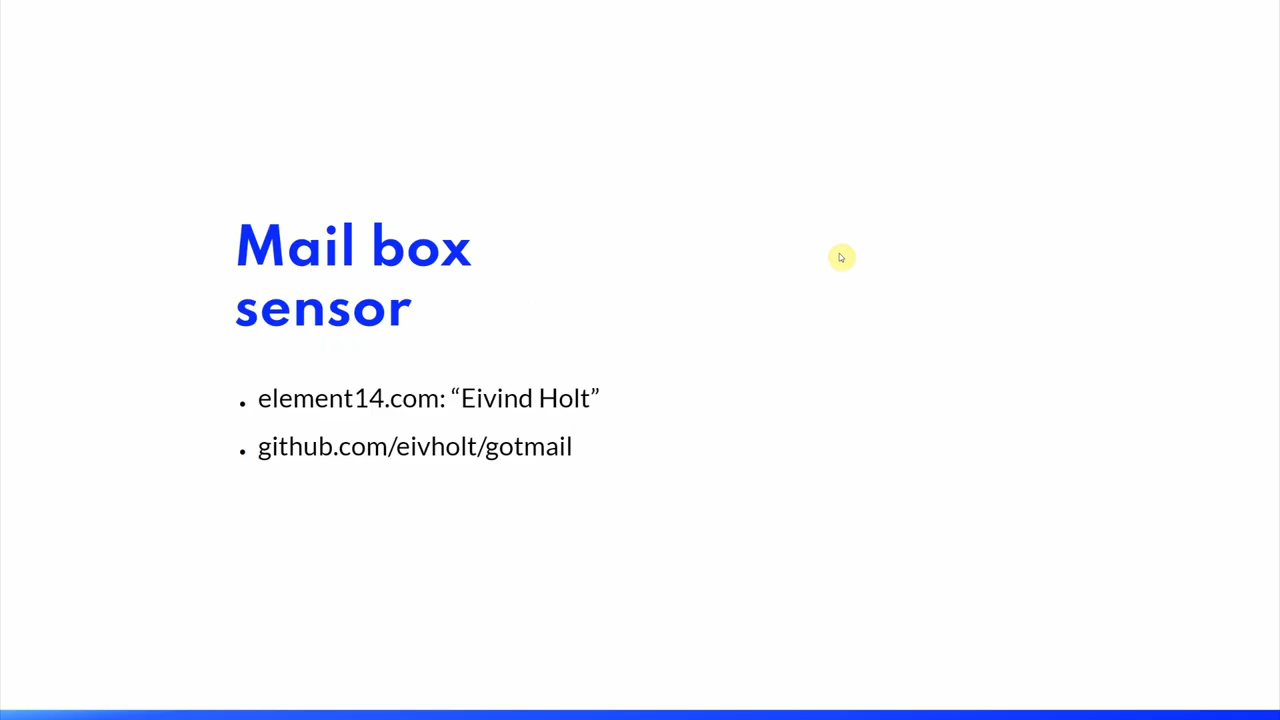 Mail box
sensor
• element14.com: “Eivind Holt”
• github.com/eivholt/gotmail